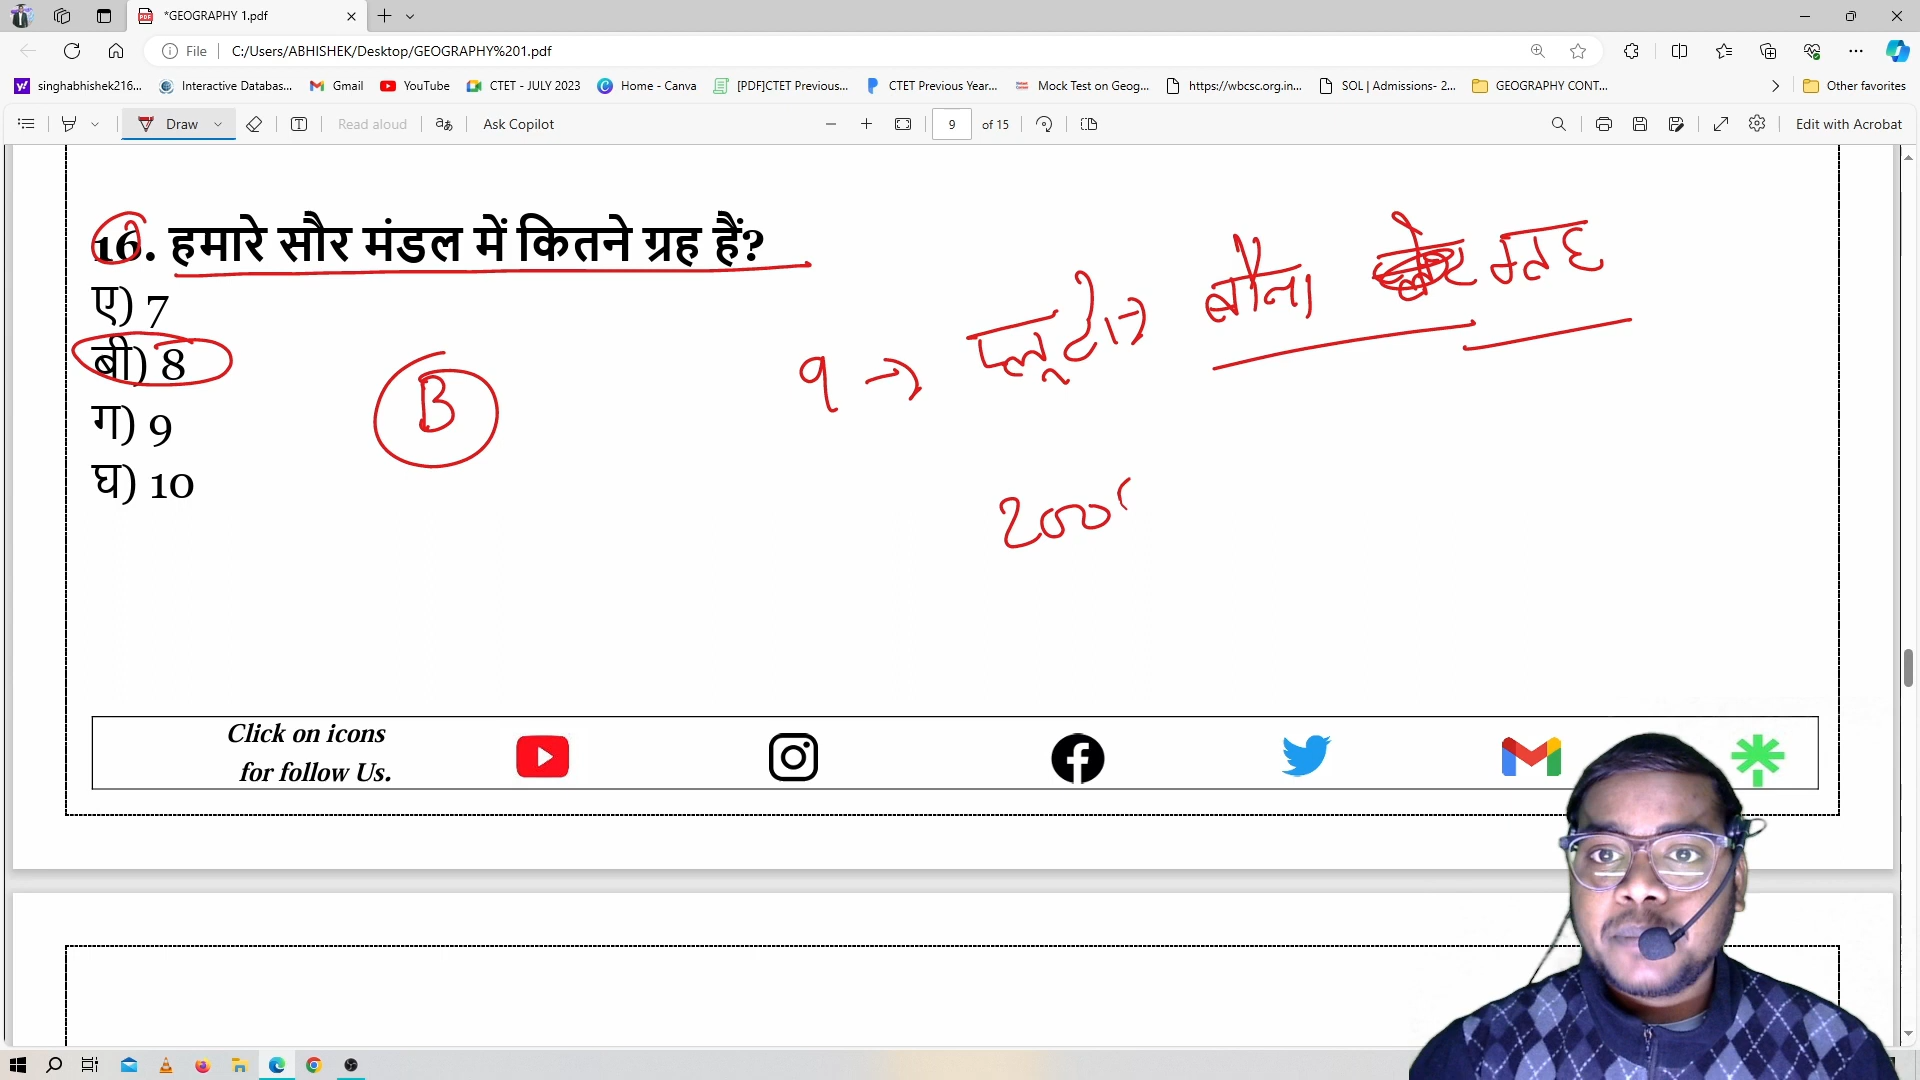 *GEOGRAPHY 1.pdf
File C:/Users/ABHISHEK/Desktop/GEOGRAPHY%201.pdf
singhabhishek216... Interactive Databas... Gmail YouTube CTET - JULY 2023 Home - Canva [PDF]CTET Previous... CTET Previous Year... Mock Test on Geog... https://wbcsc.org.in... SOL | Admissions- 2... GEOGRAPHY CONT... Other favorites
Draw Read aloud Ask Copilot 9 of 15 Edit with Acrobat
16. हमारे सौर मंडल में कितने ग्रह हैं?
ए) 7
बी) 8
ग) 9
घ) 10
B
9 → प्लूटो → बौना ग्रह
200
Click on icons
for follow Us.